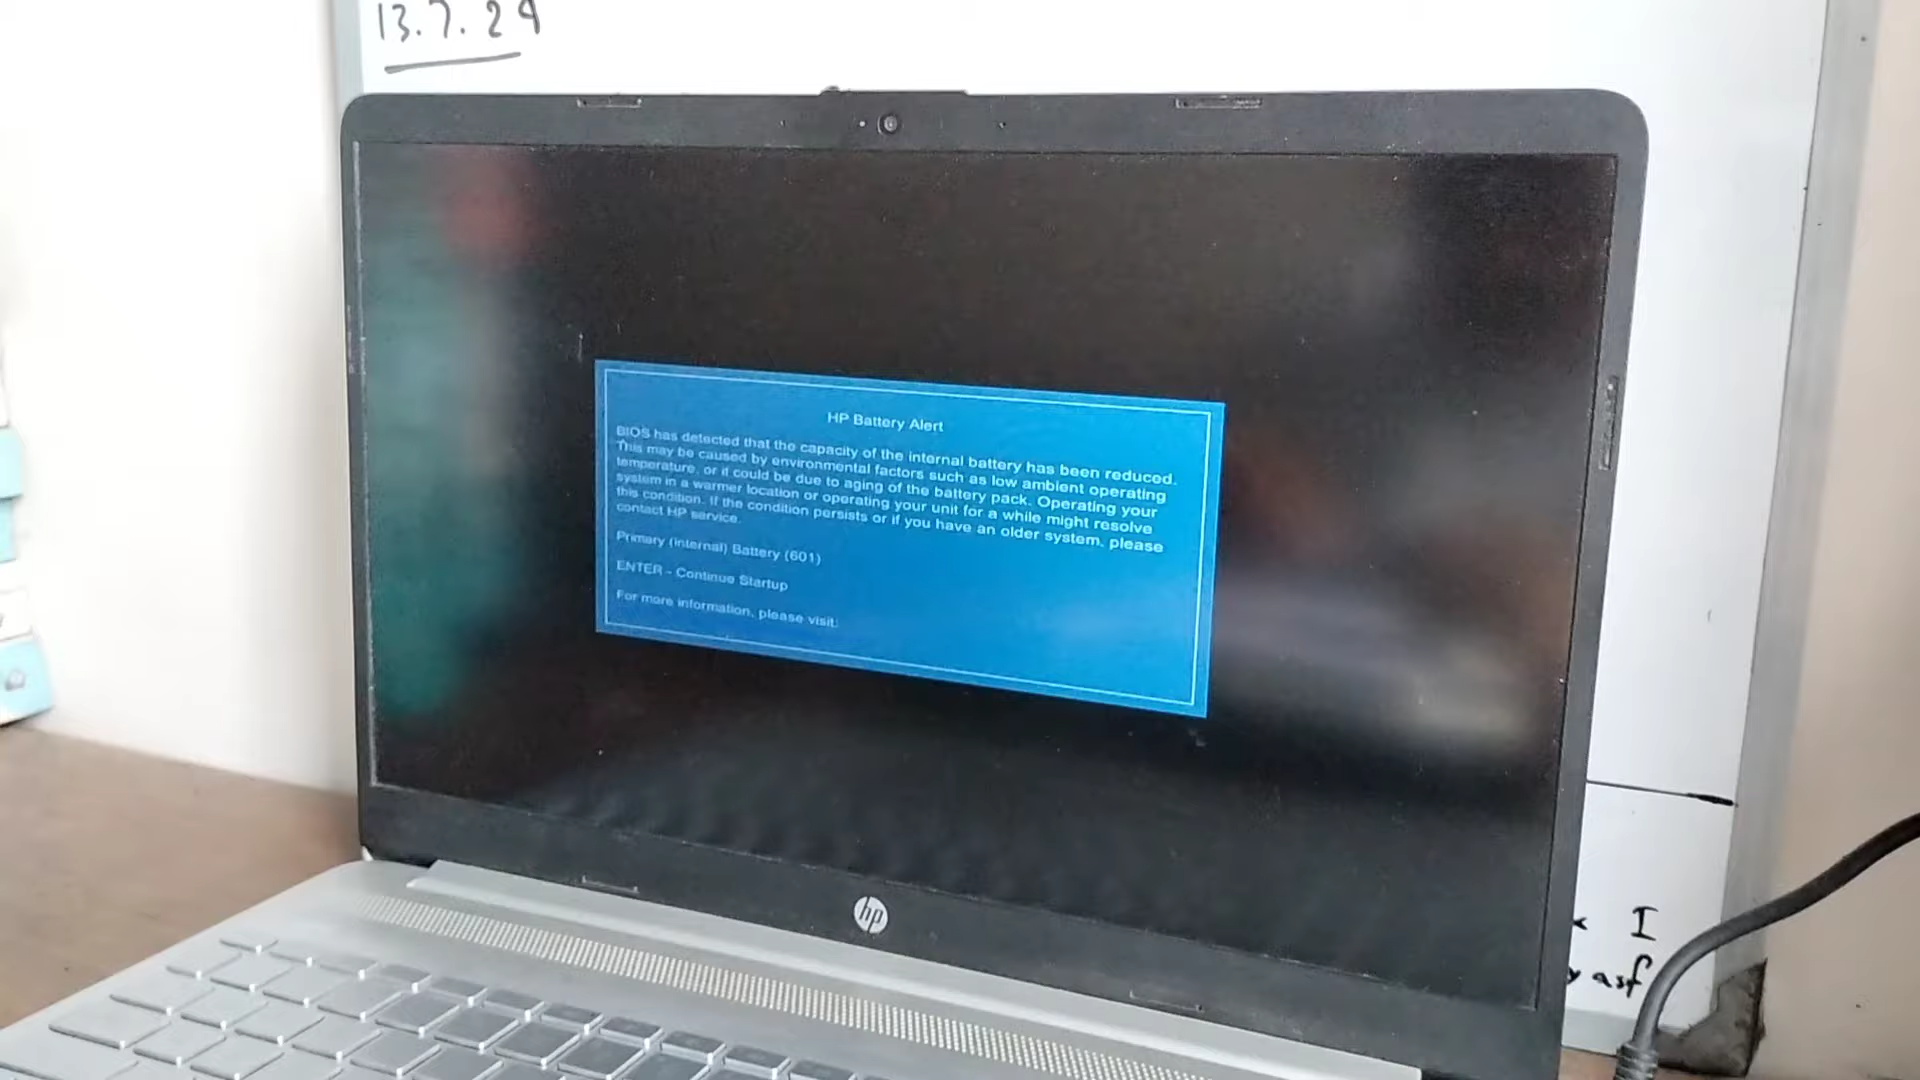 13.7.24
HP Battery Alert
BIOS has detected that the capacity of the internal battery has been reduced.
This may be caused by environmental factors such as low ambient operating
temperature, or it could be due to aging of the battery pack. Operating your
system in a warmer location or operating your unit for a while might resolve
this condition. If the condition persists or if you have an older system, please
contact HP service.
Primary (internal) Battery (601)
ENTER - Continue Startup
For more information, please visit:
hp
I